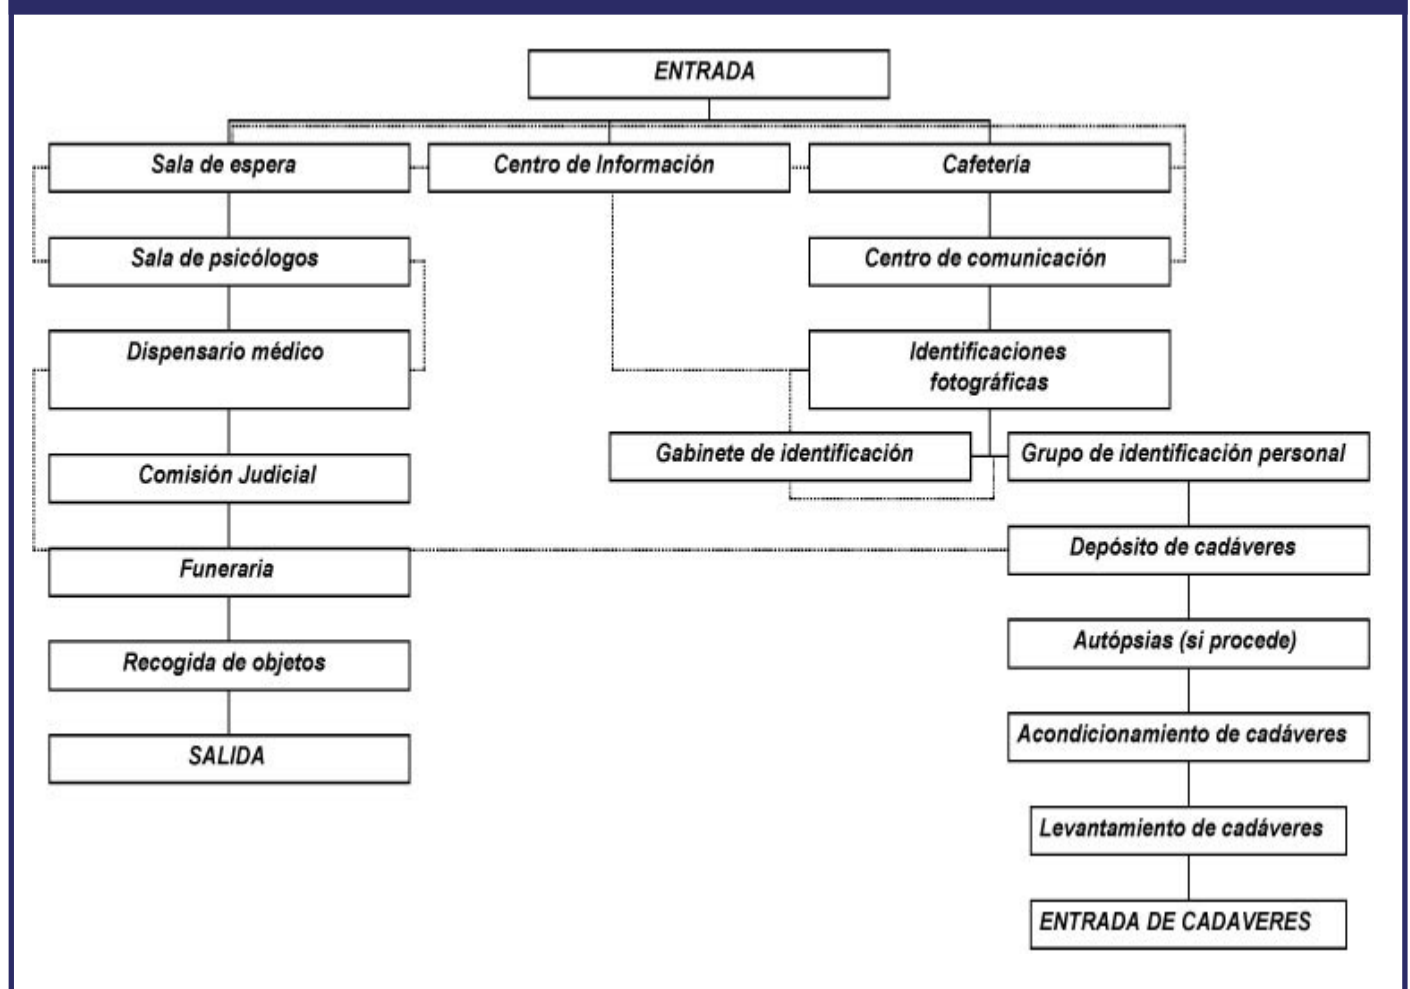 ENTRADA
Sala de espera
Centro de Información
Cafetería
Sala de psicólogos
Centro de comunicación
Dispensario médico
Identificaciones
fotográficas
Gabinete de identificación
Grupo de identificación personal
Comisión Judicial
Depósito de cadáveres
Funeraria
Autópsias (si procede)
Recogida de objetos
Acondicionamiento de cadáveres
SALIDA
Levantamiento de cadáveres
ENTRADA DE CADAVERES